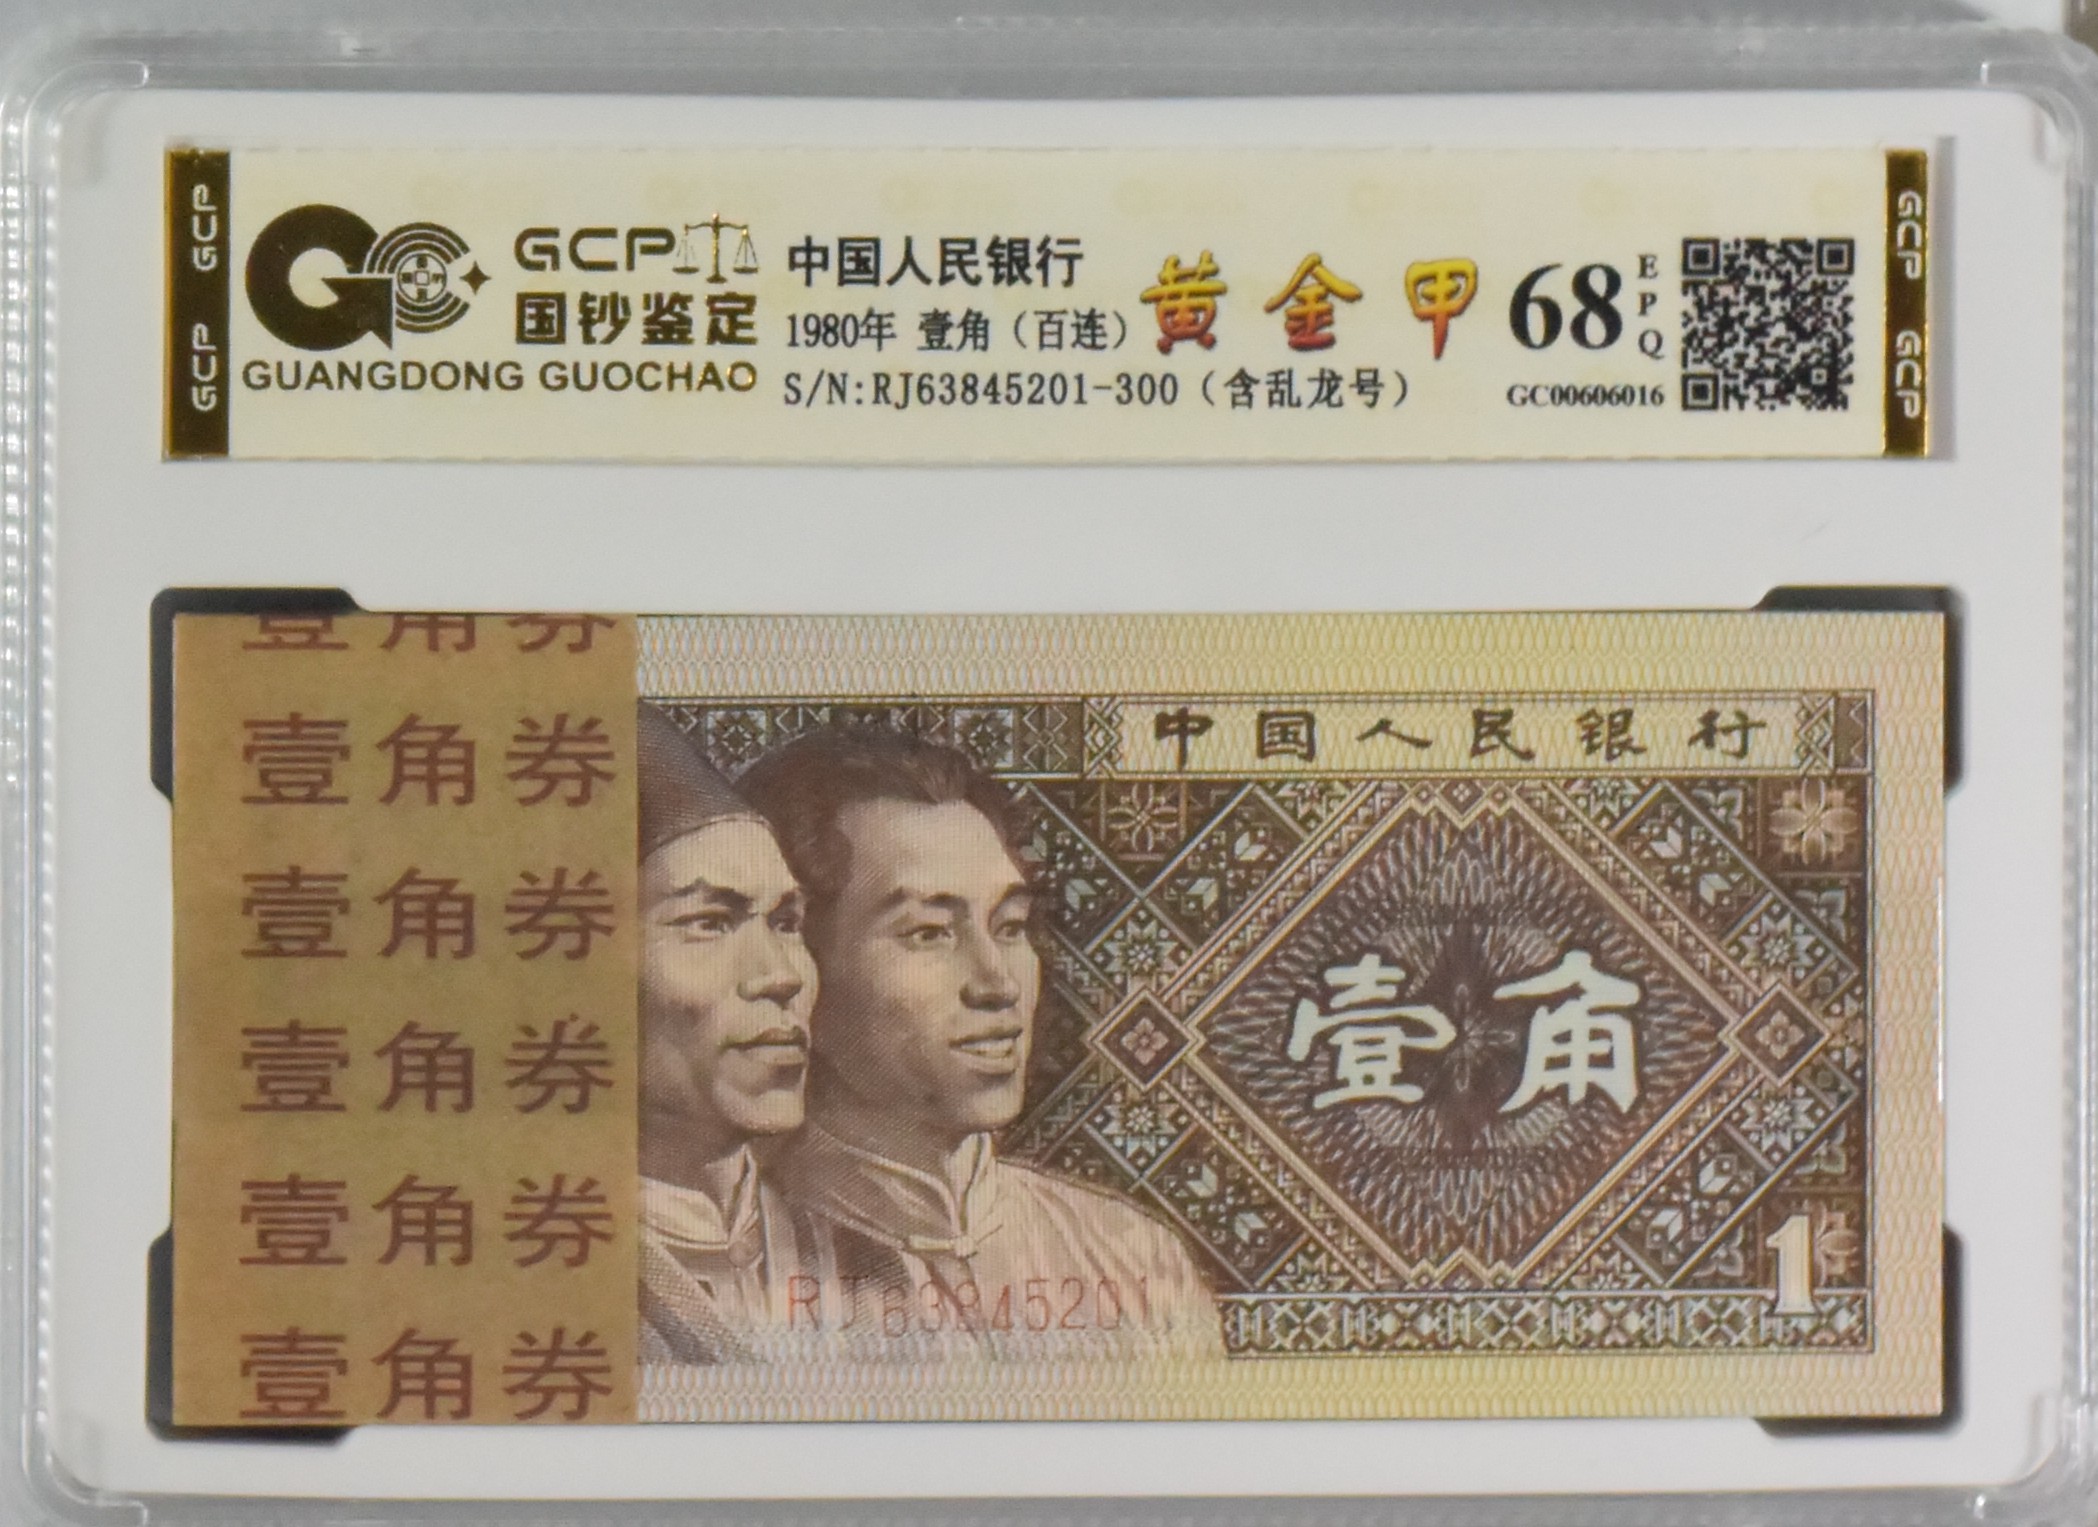 GCP
GCP
GCP
国钞鉴定
GUANGDONG GUOCHAO
中国人民银行
1980年 壹角（百连）
S/N:RJ63845201-300（含乱龙号）
黄金甲
68
EPQ
GC00606016
GCP
GCP
壹角券
壹角券
壹角券
壹角券
壹角券
壹角券
中国人民银行
壹角
1
RJ63845201